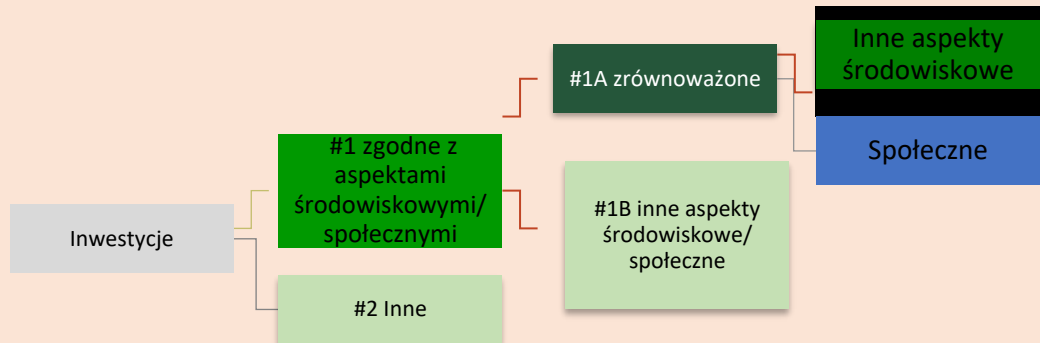 Inwestycje
#1 zgodne z
aspektami
środowiskowymi/
społecznymi
#2 Inne
#1A zrównoważone
#1B inne aspekty
środowiskowe/
społeczne
Inne aspekty
środowiskowe
Społeczne